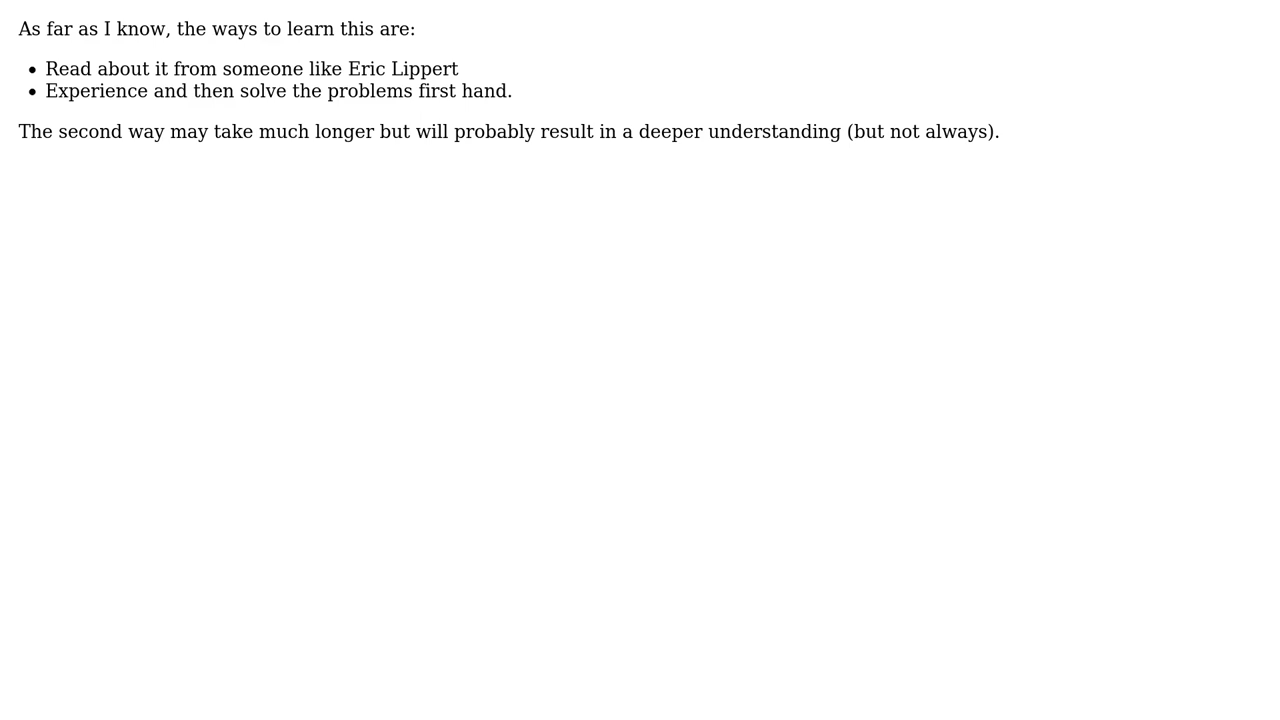 As far as I know, the ways to learn this are:
• Read about it from someone like Eric Lippert
• Experience and then solve the problems first hand.
The second way may take much longer but will probably result in a deeper understanding (but not always).